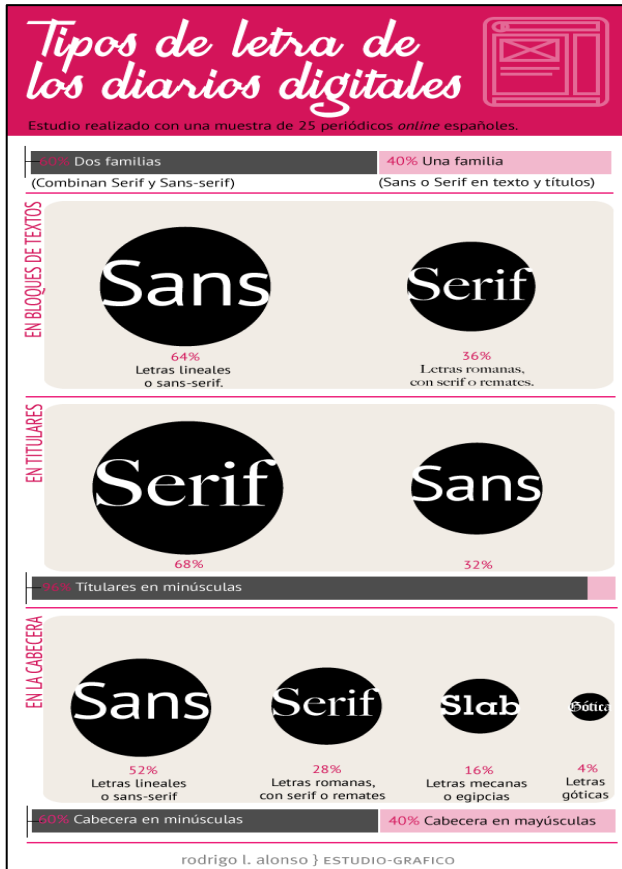 Tipos de letra de
los diarios digitales
Estudio realizado con una muestra de 25 periódicos online españoles.
60% Dos familias
40% Una familia
(Combinan Serif y Sans-serif)
(Sans o Serif en texto y títulos)
EN BLOQUES DE TEXTOS
Sans
64%
Letras lineales
o sans-serif.
Serif
36%
Letras romanas,
con serif o remates.
EN TITULARES
Serif
68%
Sans
32%
96% Títulares en minúsculas
EN LA CABECERA
Sans
52%
Letras lineales
o sans-serif
Serif
28%
Letras romanas,
con serif o remates
Slab
16%
Letras mecanas
o egipcias
Gótica
4%
Letras
góticas
60% Cabecera en minúsculas
40% Cabecera en mayúsculas
rodrigo l. alonso } ESTUDIO-GRAFICO